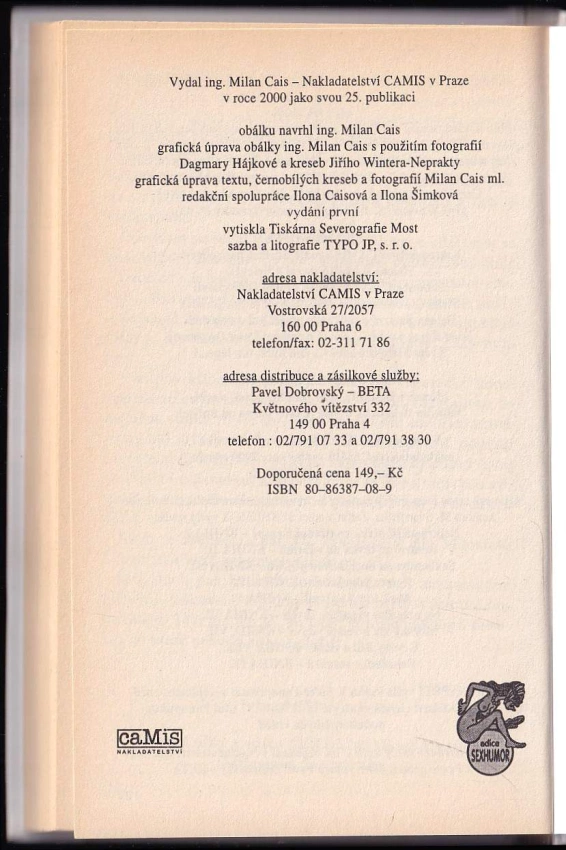 Vydal ing. Milan Cais – Nakladatelství CAMIS v Praze
v roce 2000 jako svou 25. publikaci
obálku navrhl ing. Milan Cais
grafická úprava obálky ing. Milan Cais s použitím fotografií
Dagmary Hájkové a kreseb Jiřího Wintera-Neprakty
grafická úprava textu, černobílých kreseb a fotografií Milan Cais ml.
redakční spolupráce Ilona Caisová a Ilona Šimková
vydání první
vytiskla Tiskárna Severografie Most
sazba a litografie TYPO JP, s. r. o.
adresa nakladatelství:
Nakladatelství CAMIS v Praze
Vostrovská 27/2057
160 00 Praha 6
telefon/fax: 02-311 71 86
adresa distribuce a zásilkové služby:
Pavel Dobrovský – BETA
Květnového vítězství 332
149 00 Praha 4
telefon : 02/791 07 33 a 02/791 38 30
Doporučená cena 149,– Kč
ISBN 80–86387–08–9
caMis
NAKLADATELSTVÍ
edice
SEXHUMOR